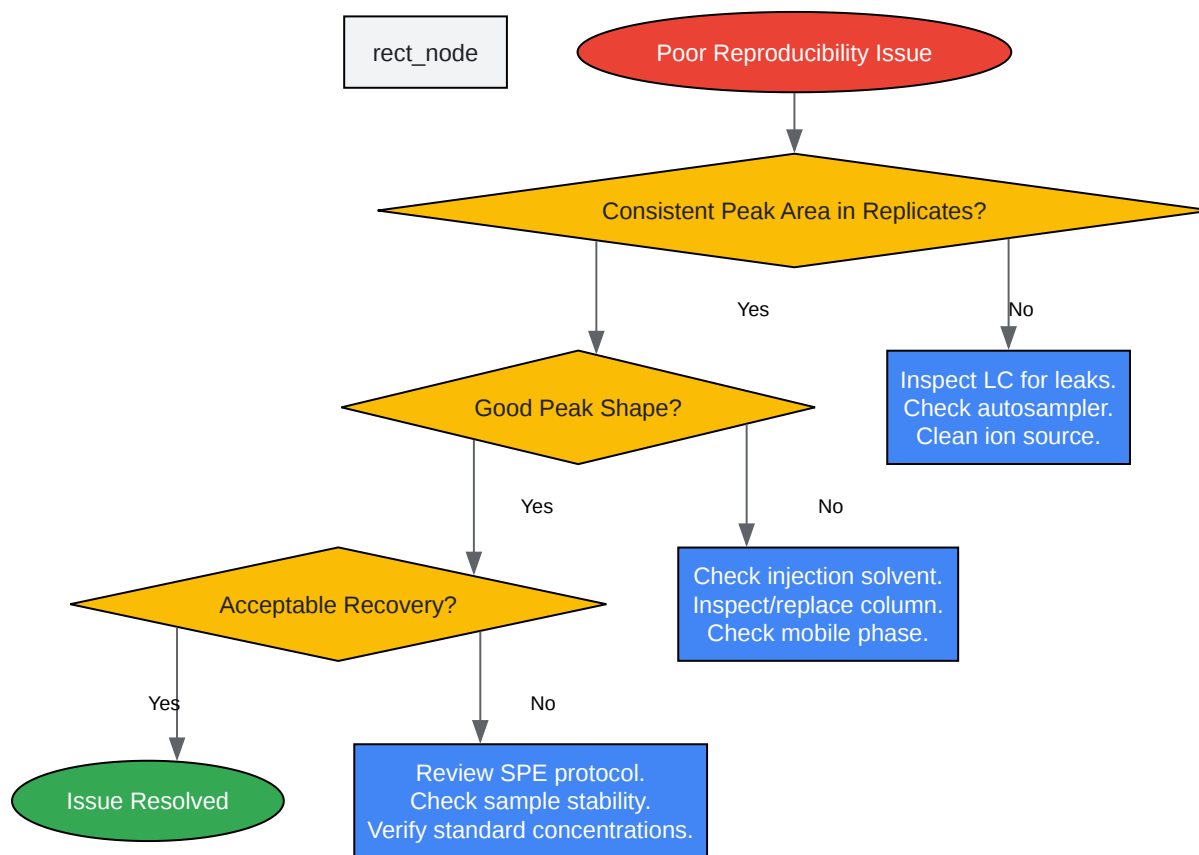 rect_node
Poor Reproducibility Issue
Consistent Peak Area in Replicates?
Yes
No
Inspect LC for leaks.
Check autosampler.
Clean ion source.
Good Peak Shape?
Yes
No
Check injection solvent.
Inspect/replace column.
Check mobile phase.
Acceptable Recovery?
Yes
No
Issue Resolved
Review SPE protocol.
Check sample stability.
Verify standard concentrations.